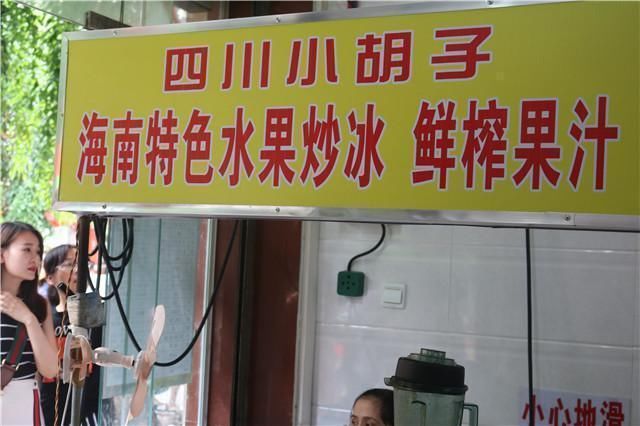 四川小胡子
海南特色水果炒冰 鲜榨果汁
小心地滑